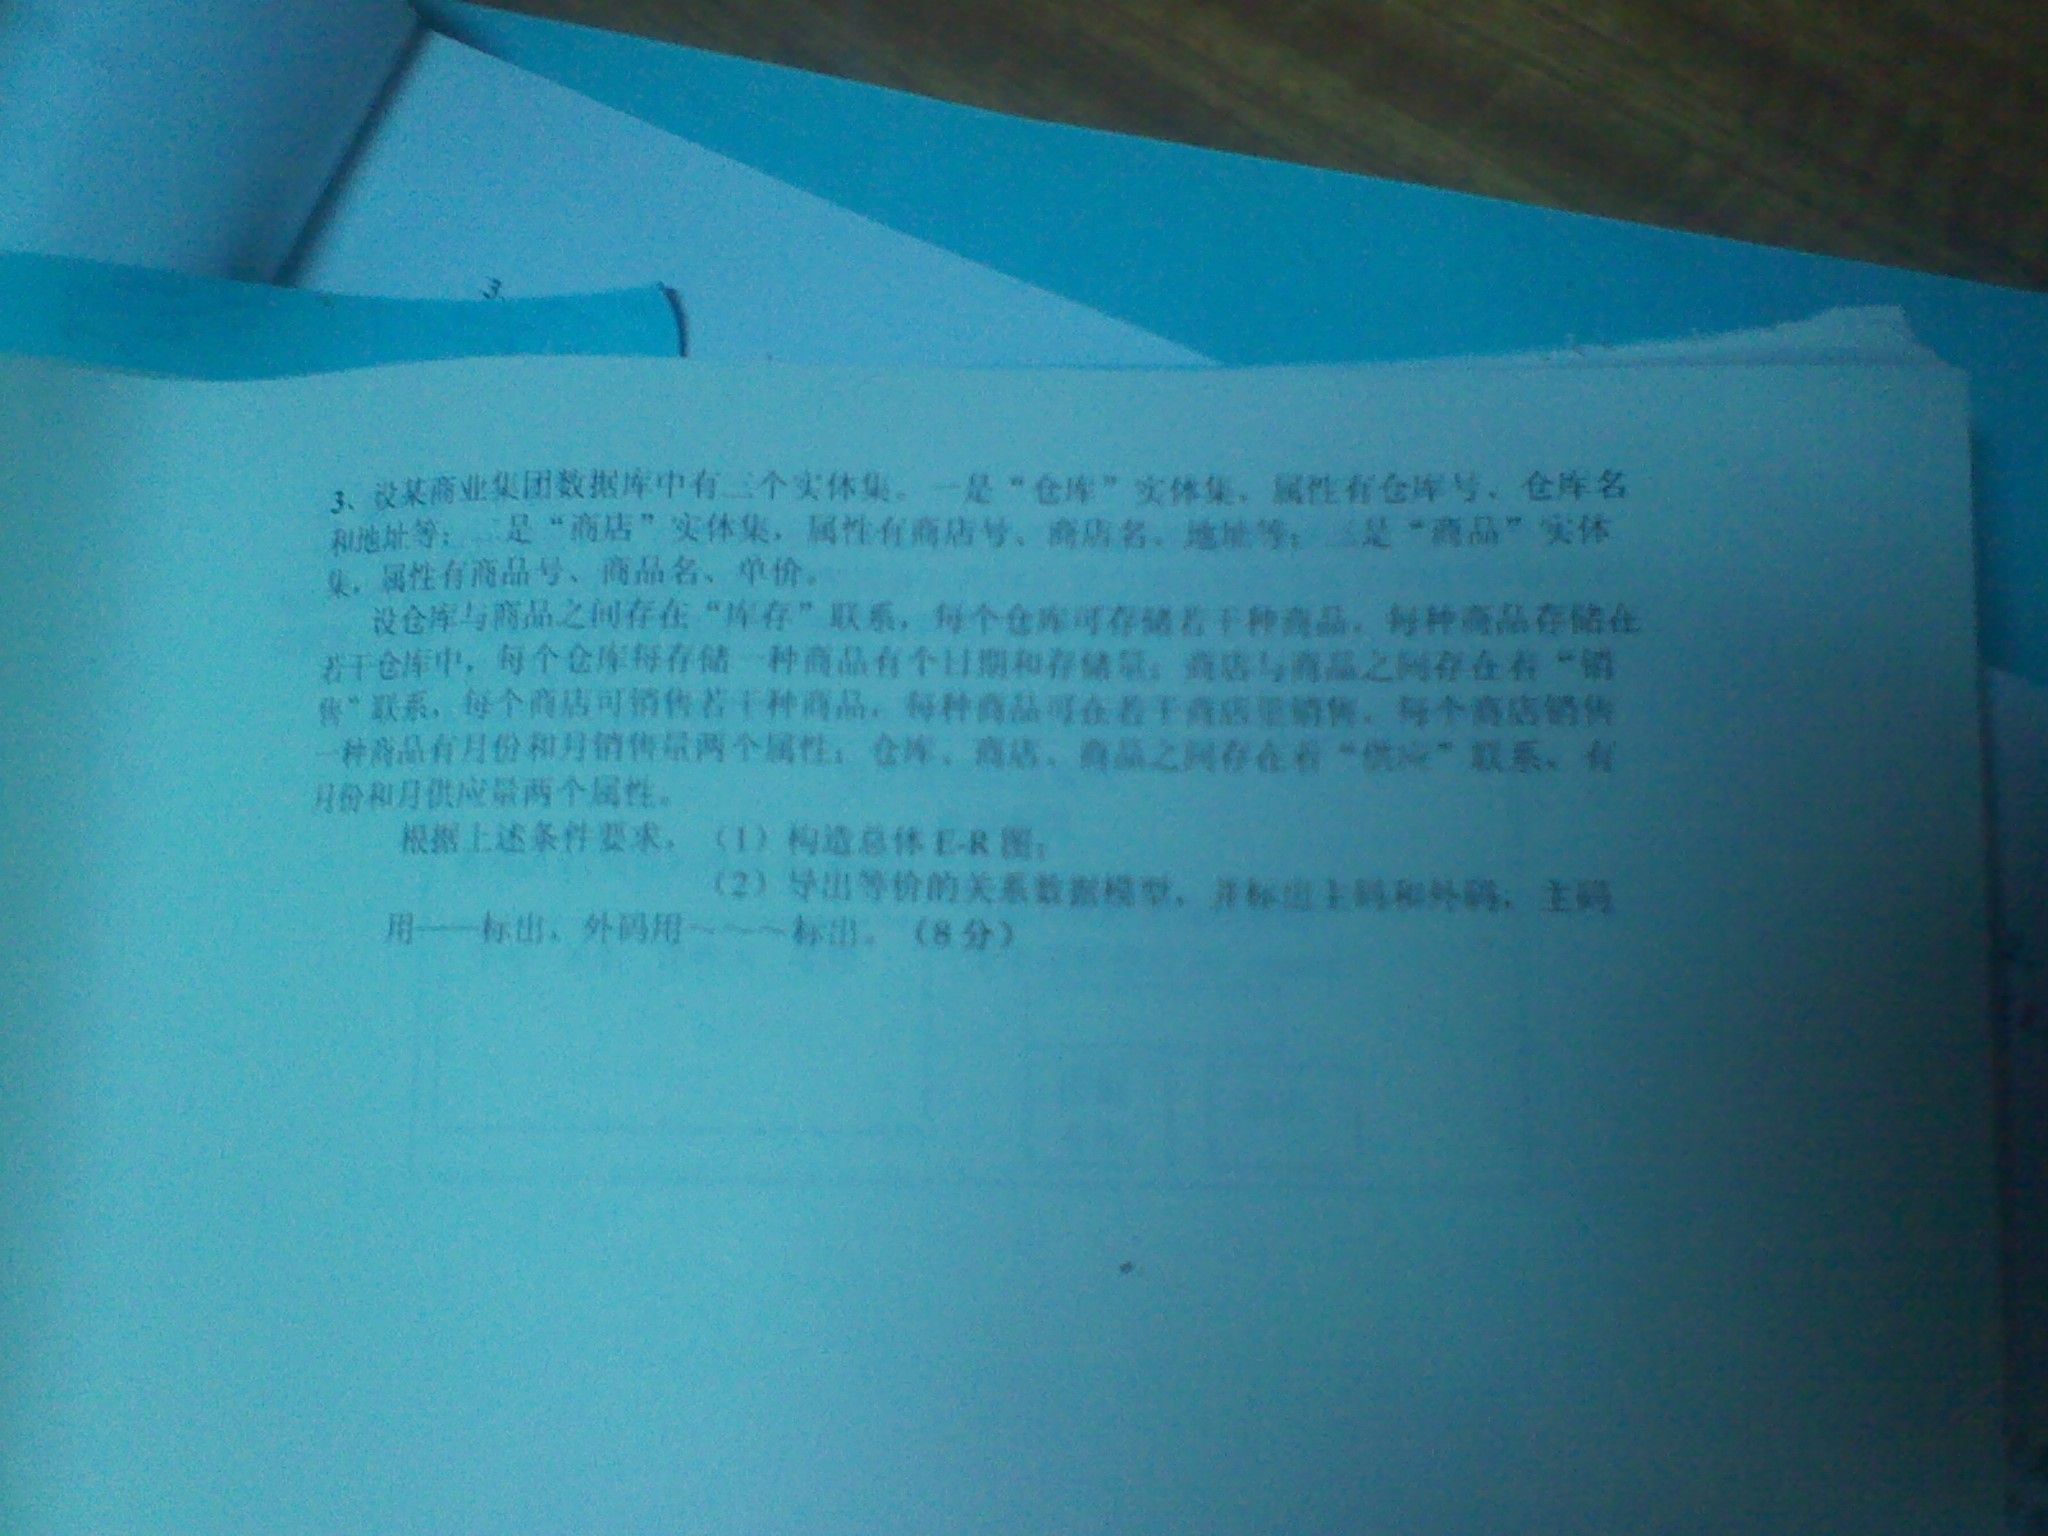 3.
3、设某商业集团数据库中有三个实体集。一是“仓库”实体集，属性有仓库号、仓库名
和地址等；二是“商店”实体集，属性有商店号、商店名、地址等；三是“商品”实体
集，属性有商品号、商品名、单价。
设仓库与商品之间存在“库存”联系，每个仓库可存储若干种商品，每种商品存储在
若干仓库中，每个仓库每存储一种商品有个日期和存储量；商店与商品之间存在着“销
售”联系，每个商店可销售若干种商品，每种商品可在若干商店里销售，每个商店销售
一种商品有月份和月销售量两个属性；仓库、商店、商品之间存在着“供应”联系，有
月份和月供应量两个属性。
根据上述条件要求，（1）构造总体E-R图；
（2）导出等价的关系数据模型，并标出主码和外码，主码
用——标出，外码用～～～标出。（8分）